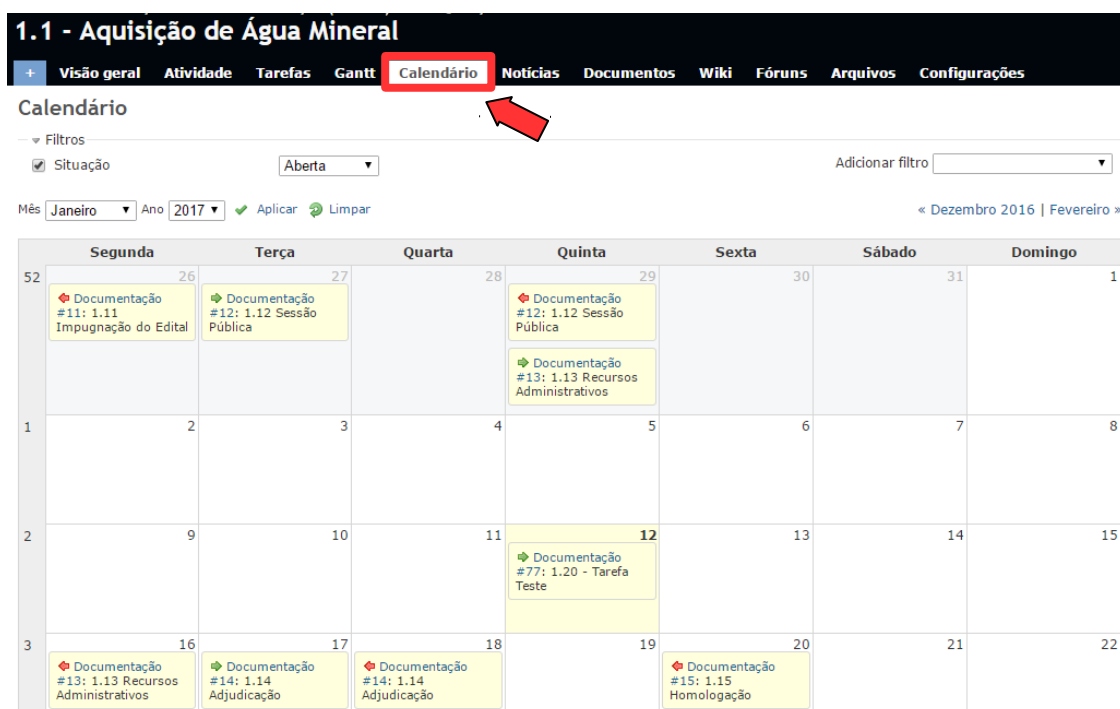 1.1 - Aquisição de Água Mineral
+ Visão geral Atividade Tarefas Gantt Calendário Notícias Documentos Wiki Fóruns Arquivos Configurações
Calendário
Filtros
Situação Aberta Adicionar filtro
Mês Janeiro Ano 2017 Aplicar Limpar « Dezembro 2016 | Fevereiro »
Segunda Terça Quarta Quinta Sexta Sábado Domingo
52 26 27 28 29 30 31 1
Documentação
#11: 1.11
Impugnação do Edital
Documentação
#12: 1.12 Sessão
Pública
Documentação
#12: 1.12 Sessão
Pública
Documentação
#13: 1.13 Recursos
Administrativos
1 2 3 4 5 6 7 8
2 9 10 11 12 13 14 15
Documentação
#77: 1.20 - Tarefa
Teste
3 16 17 18 19 20 21 22
Documentação
#13: 1.13 Recursos
Administrativos
Documentação
#14: 1.14
Adjudicação
Documentação
#14: 1.14
Adjudicação
Documentação
#15: 1.15
Homologação